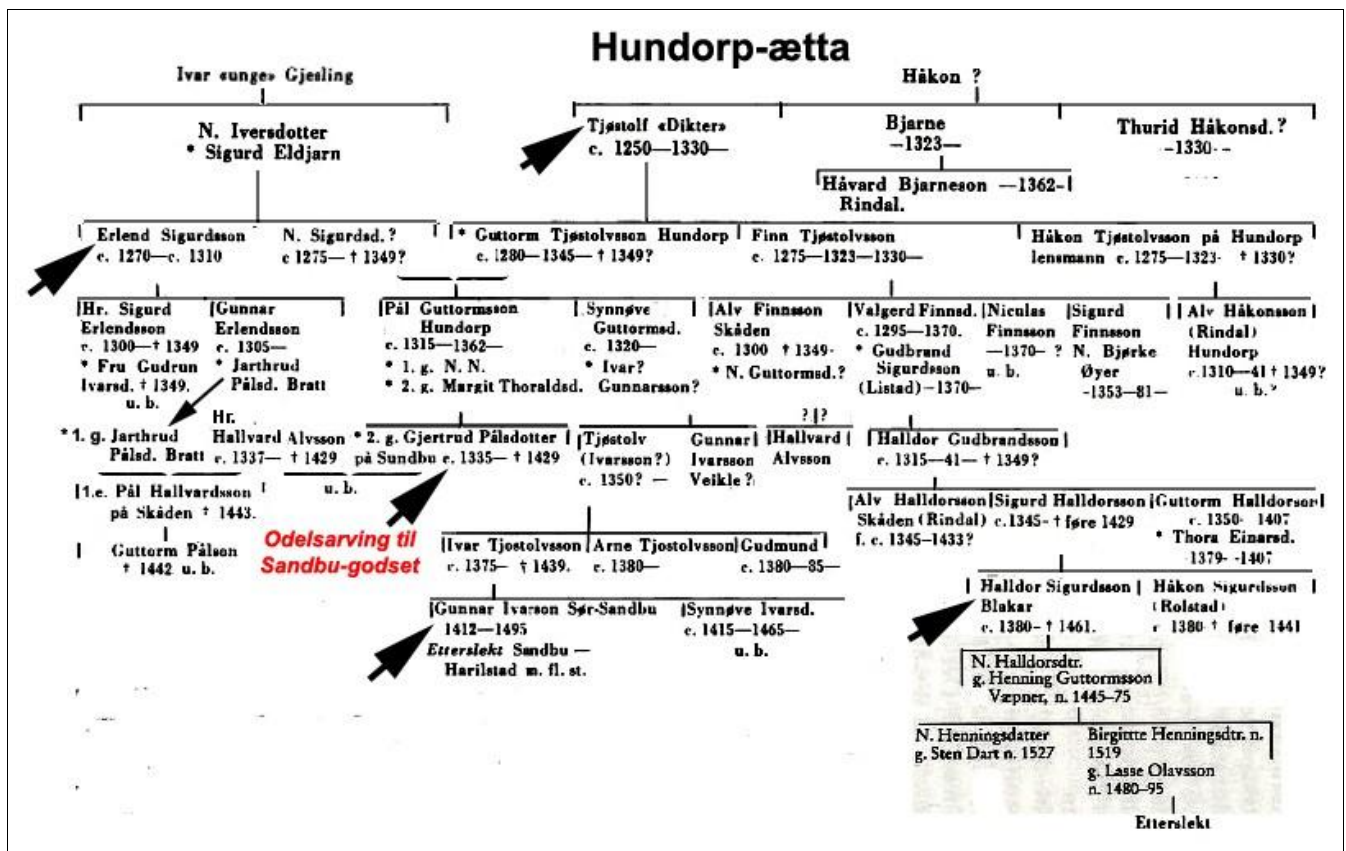 Hundorp-ætta
Ivar «unge» Gjesling
Håkon ?
N. Iversdotter
* Sigurd Eldjarn
Tjøstolf «Dikter»
c. 1250—1330—
Bjarne
—1323—
Thurid Håkonsd. ?
-1330--
Håvard Bjarneson —1362-
Rindal.
Erlend Sigurdsson
c. 1270—c. 1310
N. Sigurdsd. ?
c 1275— † 1349?
* Guttorm Tjøstolvsson Hundorp
c. 1280—1345— † 1349?
Finn Tjøstolvsson
c. 1275—1323—1330—
Håkon Tjøstolvsson på Hundorp
lensmann c. 1275—1323- † 1330?
Hr. Sigurd
Erlendsson
c. 1300—† 1349
* Fru Gudrun
Ivarsd. † 1349.
u. b.
Gunnar
Erlendsson
c. 1305—
* Jarthrud
Pålsd. Bratt
Pål Guttormsson
Hundorp
c. 1315—1362—
* 1. g. N. N.
* 2. g. Margit Thoraldsd.
Synnøve
Guttormsd.
c. 1320—
* Ivar?
Gunnarsson?
Alv Finnsson
Skåden
c. 1300 † 1349-
* N. Guttormsd. ?
Valgerd Finnsd.
c. 1295—1370.
* Gudbrand
Sigurdsson
(Listad) —1370—
Niculas
Finnsson
—1370- ?
u. b.
Sigurd
Finnsson
N. Bjørke
Øyer
-1353—81—
Alv Håkonsson
(Rindal)
Hundorp
c.1310—41 † 1349?
u. b.?
* 1. g. Jarthrud
Pålsd. Bratt
Hr.
Hallvard Alvsson
c. 1337— † 1429
* 2. g. Gjertrud Pålsdotter
på Sundbu c. 1335— † 1429
u. b.
Tjøstolv
(Ivarsson?)
c. 1350? —
Gunnar
Ivarsson
Veikle ?
? ?
Hallvard
Alvsson
Halldor Gudbrandsson
c. 1315—41— † 1349?
1.e. Pål Hallvardsson
på Skåden † 1443.
Guttorm Pålson
† 1442 u. b.
Odelsarving til
Sandbu-godset
Ivar Tjostolvsson
c. 1375- † 1439.
Arne Tjostolvsson
c. 1380—
Gudmund
c. 1380—85—
Alv Halldorsson
Skåden (Rindal)
f. c. 1345–1433?
Sigurd Halldorsson
c.1345- † føre 1429
Guttorm Halldorson
c. 1350- 1407
* Thora Einarsd.
-1379- -1407
Gunnar Ivarson Sør-Sandbu
1412—1495
Etterslekt Sandbu —
Harilstad m. fl. st.
Synnøve Ivarsd.
c. 1415—1465—
u. b.
Halldor Sigurdsson
Blakar
c. 1380- † 1461.
Håkon Sigurdsson
(Rolstad)
c 1380- † føre 1441
N. Halldorsdtr.
g. Henning Guttormsson
Væpner, n. 1445–75
N. Henningsdatter
g. Sten Dart n. 1527
Birgittte Henningsdtr. n.
1519
g. Lasse Olavsson
n. 1480–95
Etterslekt